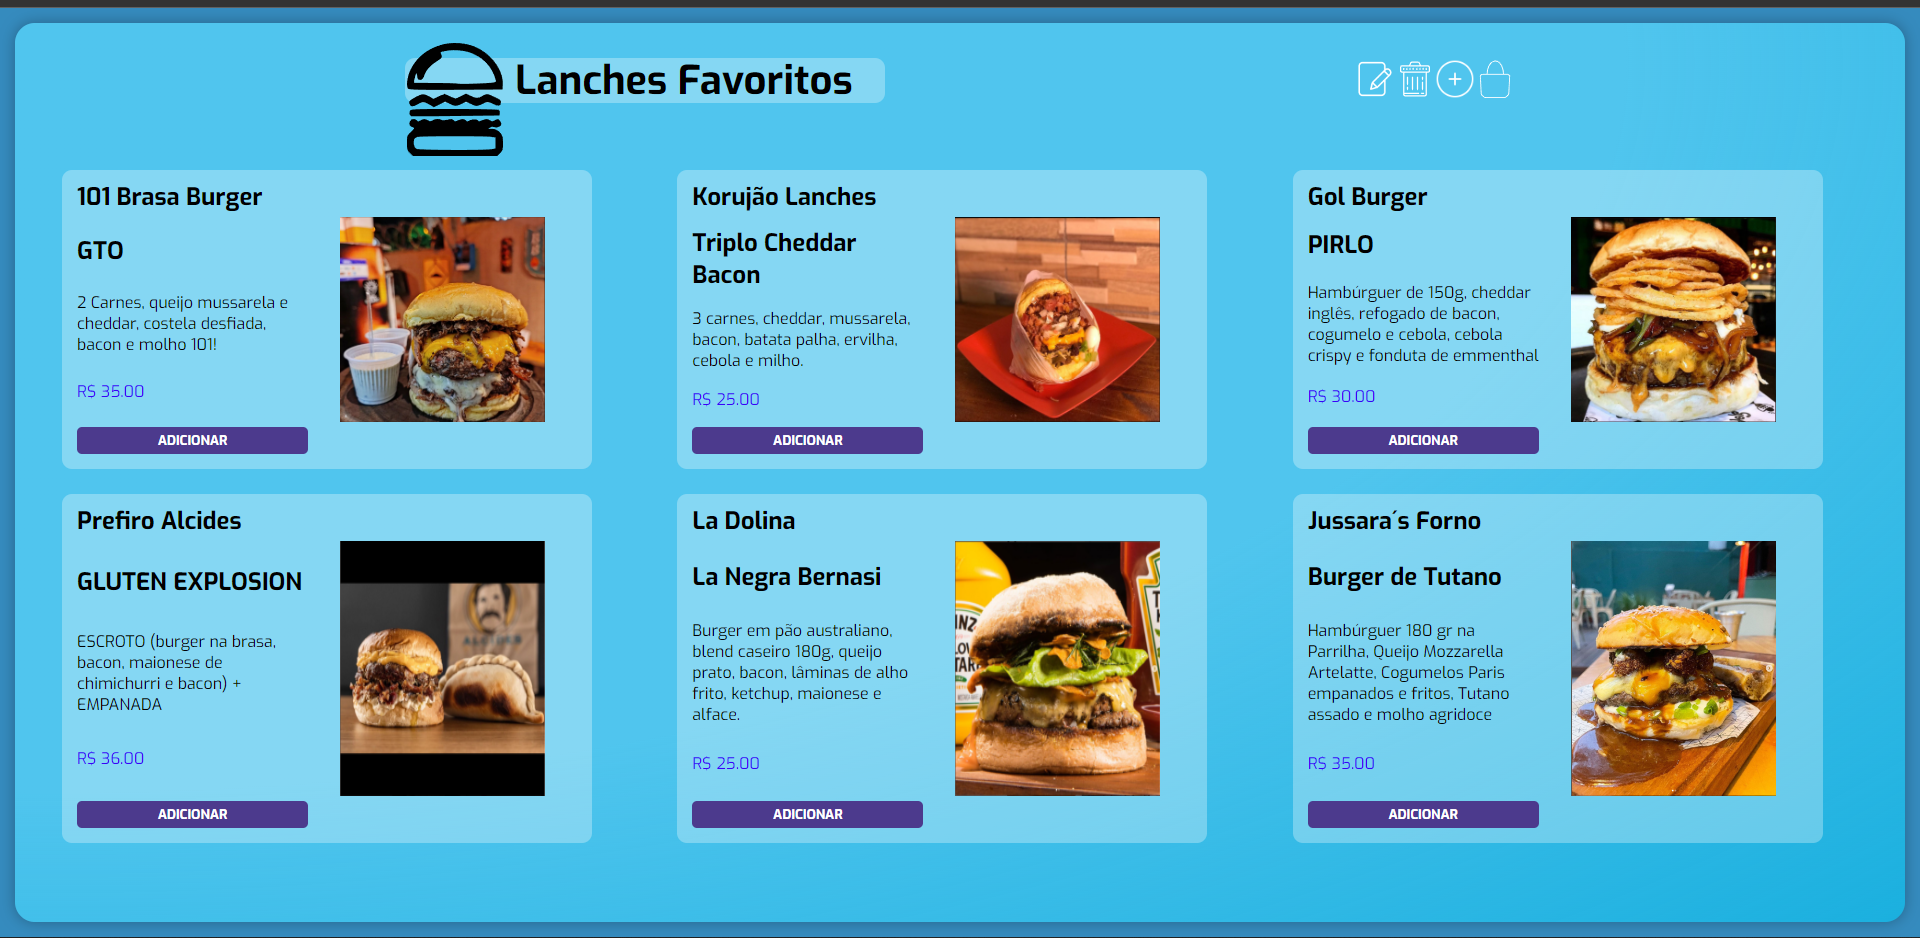 Lanches Favoritos
101 Brasa Burger
GTO
2 Carnes, queijo mussarela e
cheddar, costela desfiada,
bacon e molho 101!
R$ 35.00
ADICIONAR
Korujão Lanches
Triplo Cheddar
Bacon
3 carnes, cheddar, mussarela,
bacon, batata palha, ervilha,
cebola e milho.
R$ 25.00
ADICIONAR
Gol Burger
PIRLO
Hambúrguer de 150g, cheddar
inglês, refogado de bacon,
cogumelo e cebola, cebola
crispy e fonduta de emmenthal
R$ 30.00
ADICIONAR
Prefiro Alcides
GLUTEN EXPLOSION
ESCROTO (burger na brasa,
bacon, maionese de
chimichurri e bacon) +
EMPANADA
R$ 36.00
ADICIONAR
La Dolina
La Negra Bernasi
Burger em pão australiano,
blend caseiro 180g, queijo
prato, bacon, lâminas de alho
frito, ketchup, maionese e
alface.
R$ 25.00
ADICIONAR
Jussara´s Forno
Burger de Tutano
Hambúrguer 180 gr na
Parrilha, Queijo Mozzarella
Artelatte, Cogumelos Paris
empanados e fritos, Tutano
assado e molho agridoce
R$ 35.00
ADICIONAR